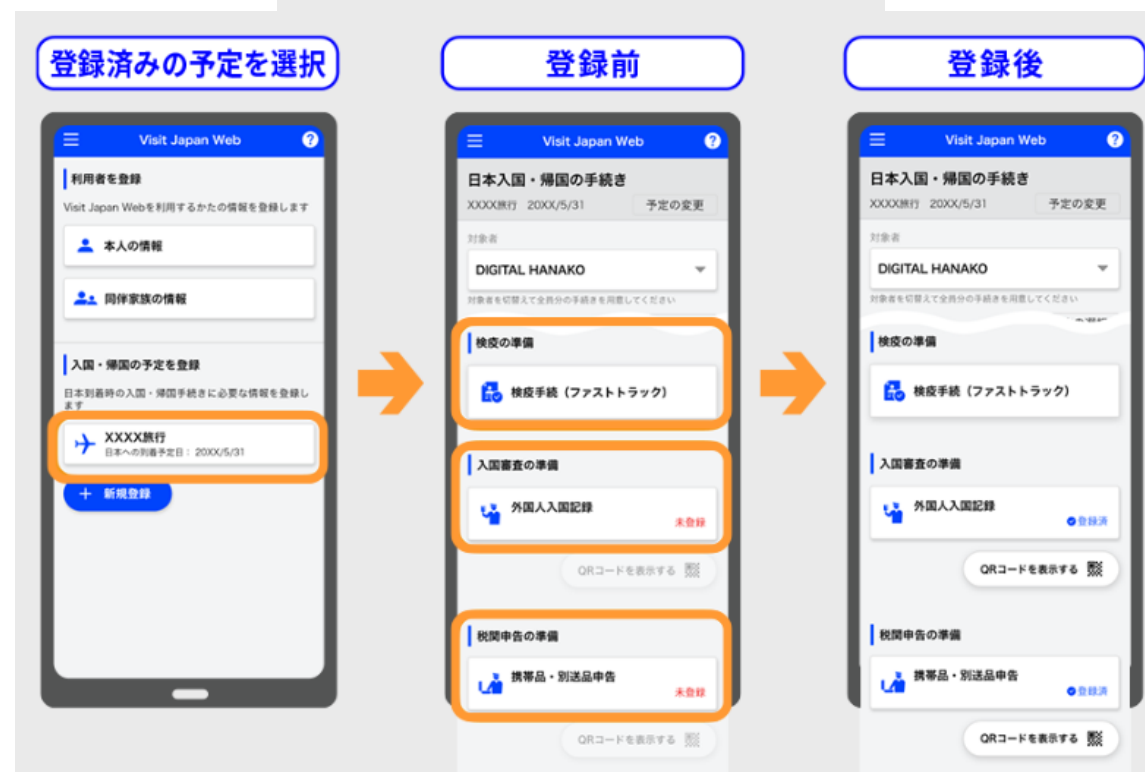 登録済みの予定を選択
Visit Japan Web
?
利用者を登録
Visit Japan Webを利用するかたの情報を登録します
本人の情報
同伴家族の情報
入国・帰国の予定を登録
日本到着時の入国・帰国手続きに必要な情報を登録し
ます
XXXX旅行
日本への到着予定日： 20XX/5/31
＋ 新規登録
登録前
Visit Japan Web
?
日本入国・帰国の手続き
XXXX旅行 20XX/5/31 予定の変更
対象者
DIGITAL HANAKO
対象者を切替えて全員分の手続きを用意してください
検疫の準備
検疫手続（ファストトラック）
入国審査の準備
外国人入国記録
未登録
QRコードを表示する
税関申告の準備
携帯品・別送品申告
未登録
QRコードを表示する
登録後
Visit Japan Web
?
日本入国・帰国の手続き
XXXX旅行 20XX/5/31 予定の変更
対象者
DIGITAL HANAKO
対象者を切替えて全員分の手続きを用意してください
検疫の準備
検疫手続（ファストトラック）
入国審査の準備
外国人入国記録
登録済
QRコードを表示する
税関申告の準備
携帯品・別送品申告
登録済
QRコードを表示する